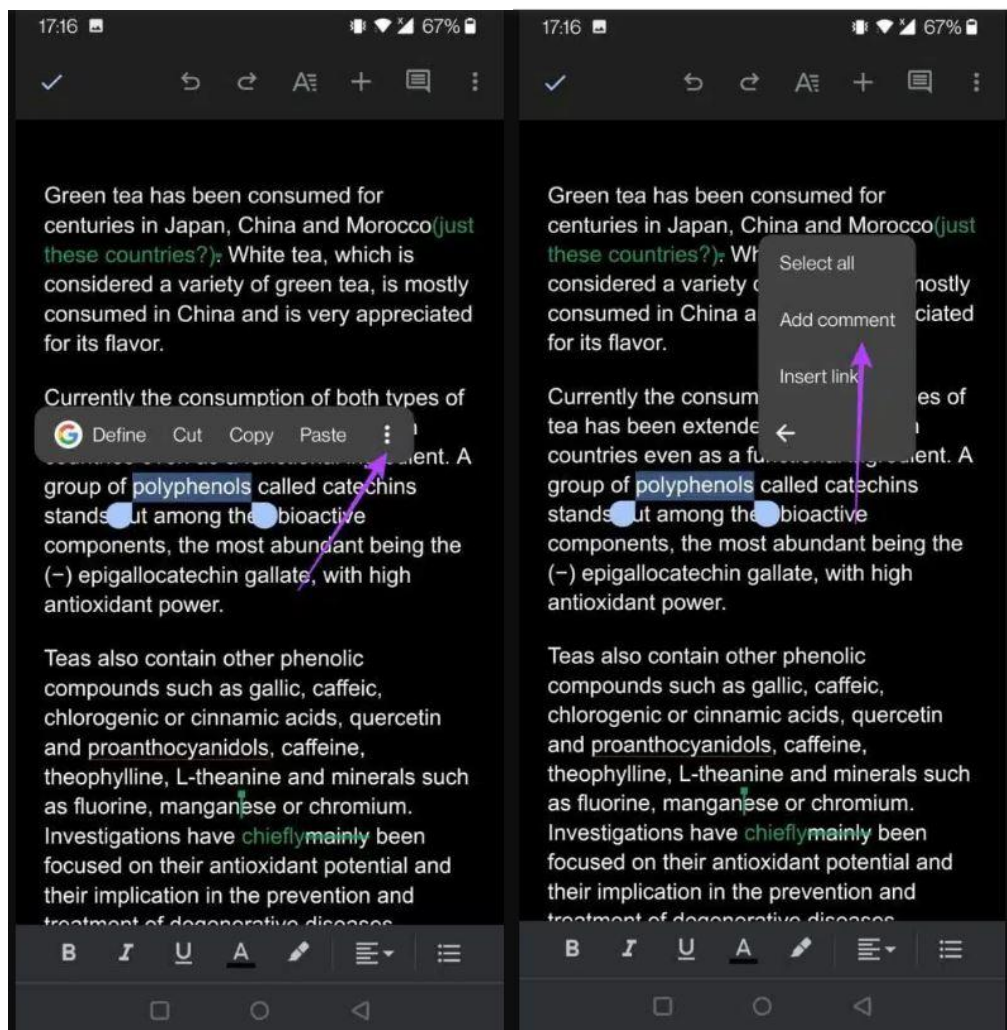 17:16
67%
Green tea has been consumed for
centuries in Japan, China and Morocco(just
these countries?). White tea, which is
considered a variety of green tea, is mostly
consumed in China and is very appreciated
for its flavor.
Currently the consumption of both types of
Define Cut Copy Paste
A
group of polyphenols called catechins
stands out among the bioactive
components, the most abundant being the
(−) epigallocatechin gallate, with high
antioxidant power.
Teas also contain other phenolic
compounds such as gallic, caffeic,
chlorogenic or cinnamic acids, quercetin
and proanthocyanidols, caffeine,
theophylline, L-theanine and minerals such
as fluorine, manganese or chromium.
Investigations have chieflymainly been
focused on their antioxidant potential and
their implication in the prevention and
treatment of degenerative diseases
B I U A
17:16
67%
Green tea has been consumed for
centuries in Japan, China and Morocco(just
these countries?).
considered a variety
consumed in China
for its flavor.
Select all
Add comment
Insert link
Currently the of
tea has been
countries even as a A
group of polyphenols called catechins
stands out among the bioactive
components, the most abundant being the
(−) epigallocatechin gallate, with high
antioxidant power.
Teas also contain other phenolic
compounds such as gallic, caffeic,
chlorogenic or cinnamic acids, quercetin
and proanthocyanidols, caffeine,
theophylline, L-theanine and minerals such
as fluorine, manganese or chromium.
Investigations have chieflymainly been
focused on their antioxidant potential and
their implication in the prevention and
treatment of degenerative diseases
B I U A